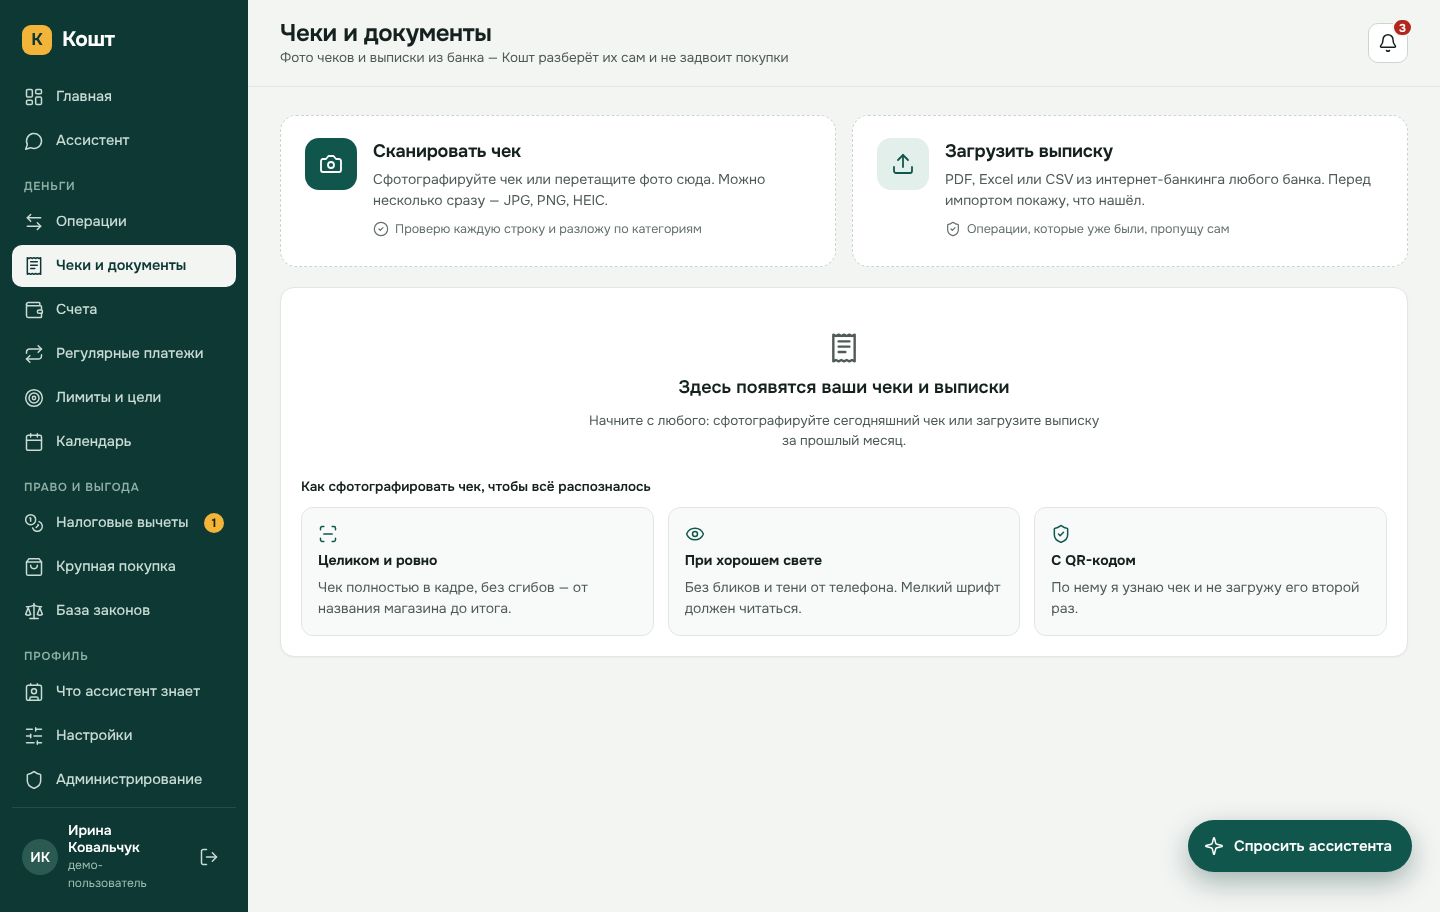 К Кошт
Главная
Ассистент
ДЕНЬГИ
Операции
Чеки и документы
Счета
Регулярные платежи
Лимиты и цели
Календарь
ПРАВО И ВЫГОДА
Налоговые вычеты 1
Крупная покупка
База законов
ПРОФИЛЬ
Что ассистент знает
Настройки
Администрирование
ИК
Ирина
Ковальчук
демо-
пользователь
Чеки и документы
Фото чеков и выписки из банка — Кошт разберёт их сам и не задвоит покупки
3
Сканировать чек
Сфотографируйте чек или перетащите фото сюда. Можно
несколько сразу — JPG, PNG, HEIC.
Проверю каждую строку и разложу по категориям
Загрузить выписку
PDF, Excel или CSV из интернет-банкинга любого банка. Перед
импортом покажу, что нашёл.
Операции, которые уже были, пропущу сам
Здесь появятся ваши чеки и выписки
Начните с любого: сфотографируйте сегодняшний чек или загрузите выписку
за прошлый месяц.
Как сфотографировать чек, чтобы всё распозналось
Целиком и ровно
Чек полностью в кадре, без сгибов — от
названия магазина до итога.
При хорошем свете
Без бликов и тени от телефона. Мелкий шрифт
должен читаться.
С QR-кодом
По нему я узнаю чек и не загружу его второй
раз.
Спросить ассистента